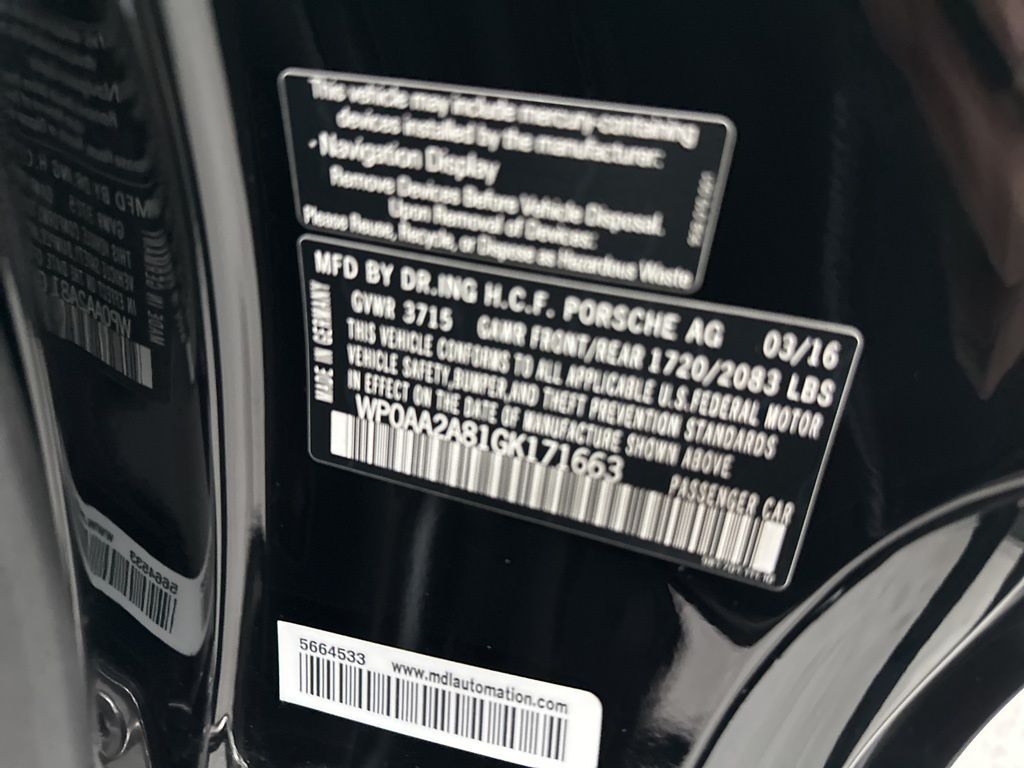 This vehicle may include mercury-containing
devices installed by the manufacturer:
- Navigation Display
Remove Devices Before Vehicle Disposal.
Upon Removal of Devices:
Please Reuse, Recycle, or Dispose as Hazardous Waste
MFD BY DR.ING H.C.F. PORSCHE AG 03/16
GVWR 3715 GAWR FRONT/REAR 1720/2083 LBS
THIS VEHICLE CONFORMS TO ALL APPLICABLE U.S.FEDERAL MOTOR
VEHICLE SAFETY,BUMPER,AND THEFT PREVENTION STANDARDS
IN EFFECT ON THE DATE OF MANUFACTURE SHOWN ABOVE
WP0AA2A81GK171663 PASSENGER CAR
MADE IN GERMANY
5664533 www.mdlautomation.com